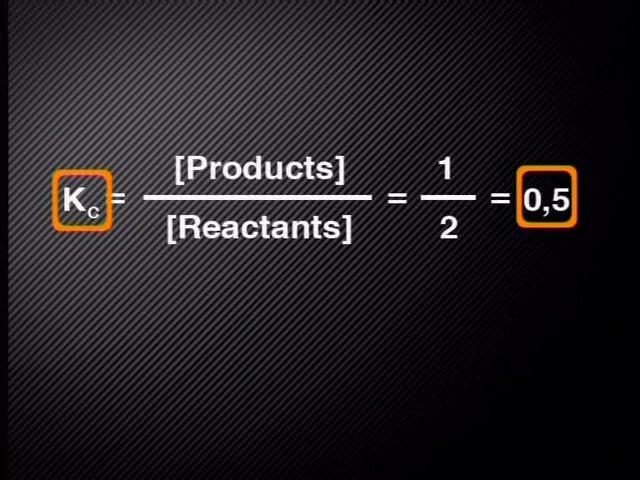 [Products] 1
Kc = = = 0,5
[Reactants] 2